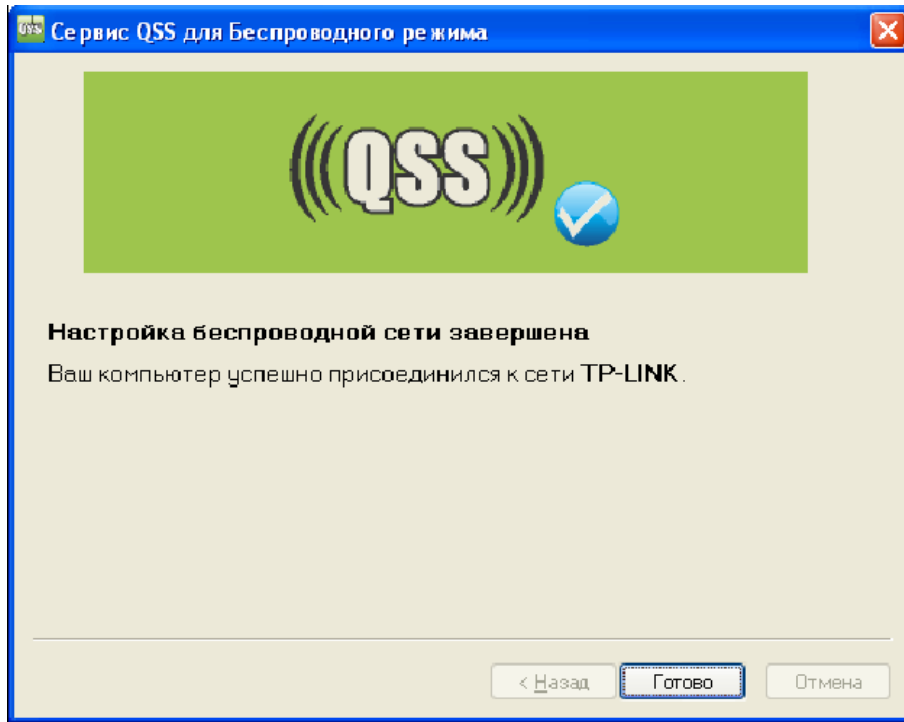 QSS Сервис QSS для Беспроводного режима
(((QSS)))
Настройка беспроводной сети завершена
Ваш компьютер успешно присоединился к сети TP-LINK.
< Назад Готово Отмена